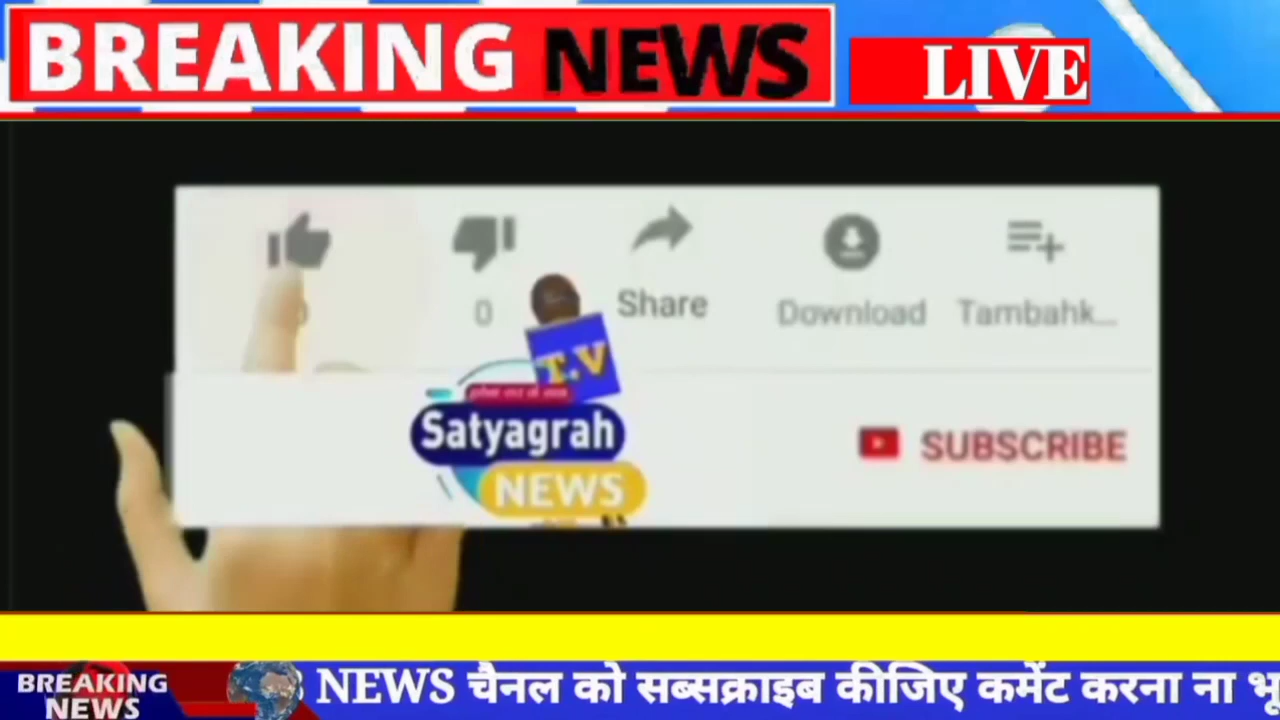 BREAKING NEWS LIVE
0 0 Share Download Tambahk...
T.V
Satyagrah
NEWS
SUBSCRIBE
BREAKING
NEWS
NEWS चैनल को सब्सक्राइब कीजिए कमेंट करना ना भू